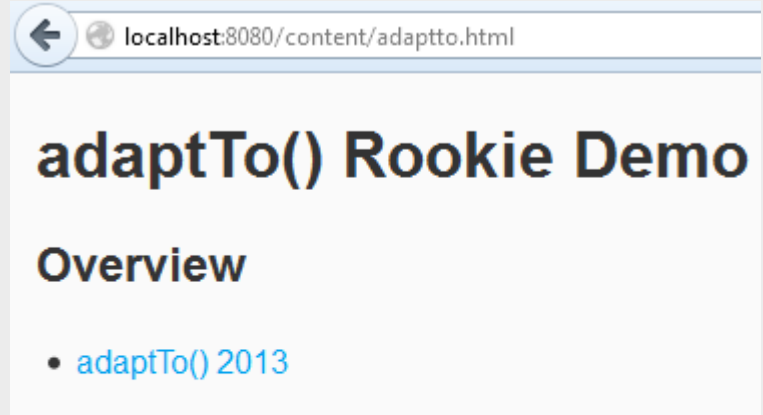 localhost:8080/content/adaptto.html
adaptTo() Rookie Demo
Overview
• adaptTo() 2013